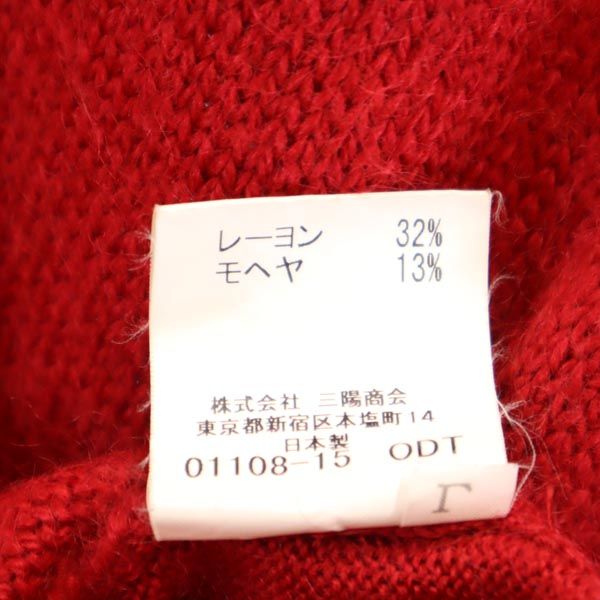 レーヨン 32%
モヘヤ 13%
株式会社 三陽商会
東京都新宿区本塩町14
日本製
01108-15 ODT